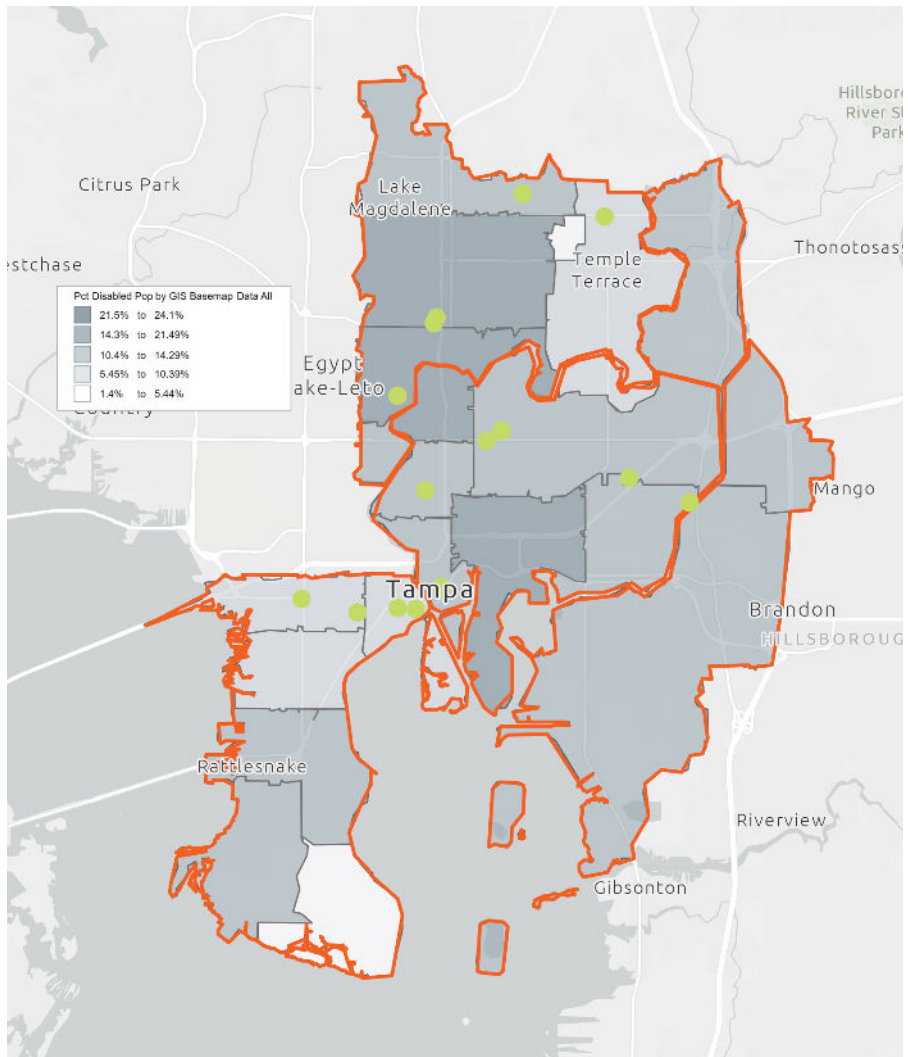 Hillsboro
River St
Park
Citrus Park
Lake
Magdalene
Thonotosass
estchase
Temple
Terrace
Pct Disabled Pop by GIS Basemap Data All
21.5% to 24.1%
14.3% to 21.49%
10.4% to 14.29%
5.45% to 10.39%
1.4% to 5.44%
Egypt
ake-Leto
Country
Mango
Tampa
Brandon
HILLSBOROUG
Rattlesnake
Riverview
Gibsonton